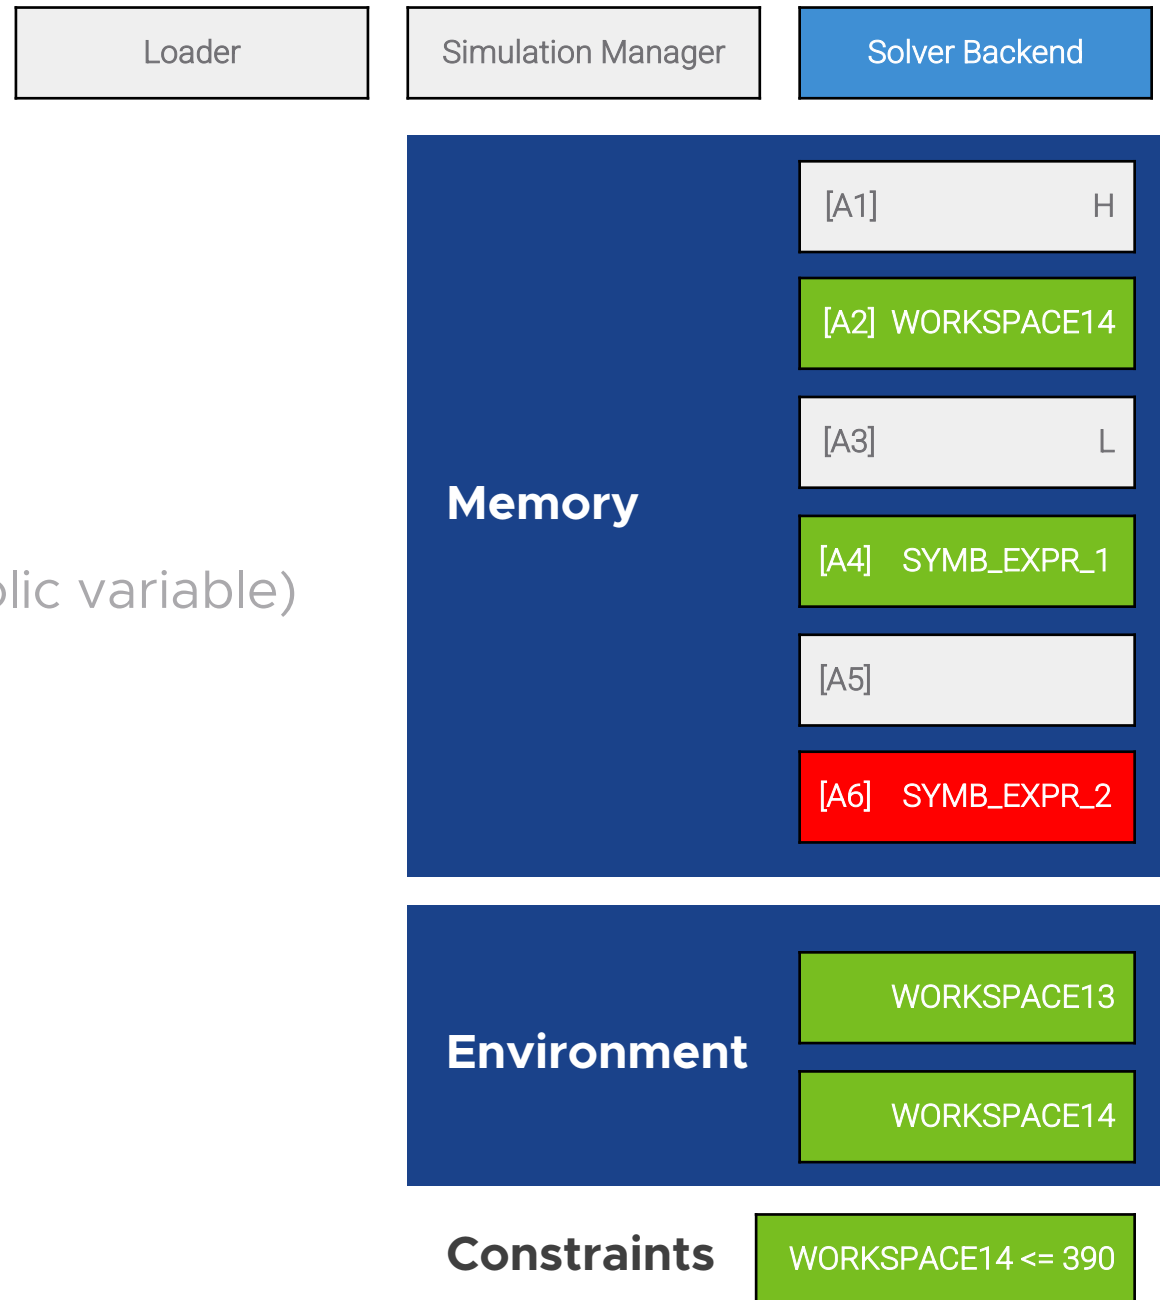 Loader
Simulation Manager
Solver Backend
[A1] H
[A2] WORKSPACE14
[A3] L
Memory
[A4] SYMB_EXPR_1
variable)
[A5]
[A6] SYMB_EXPR_2
WORKSPACE13
Environment
WORKSPACE14
Constraints
WORKSPACE14 <= 390